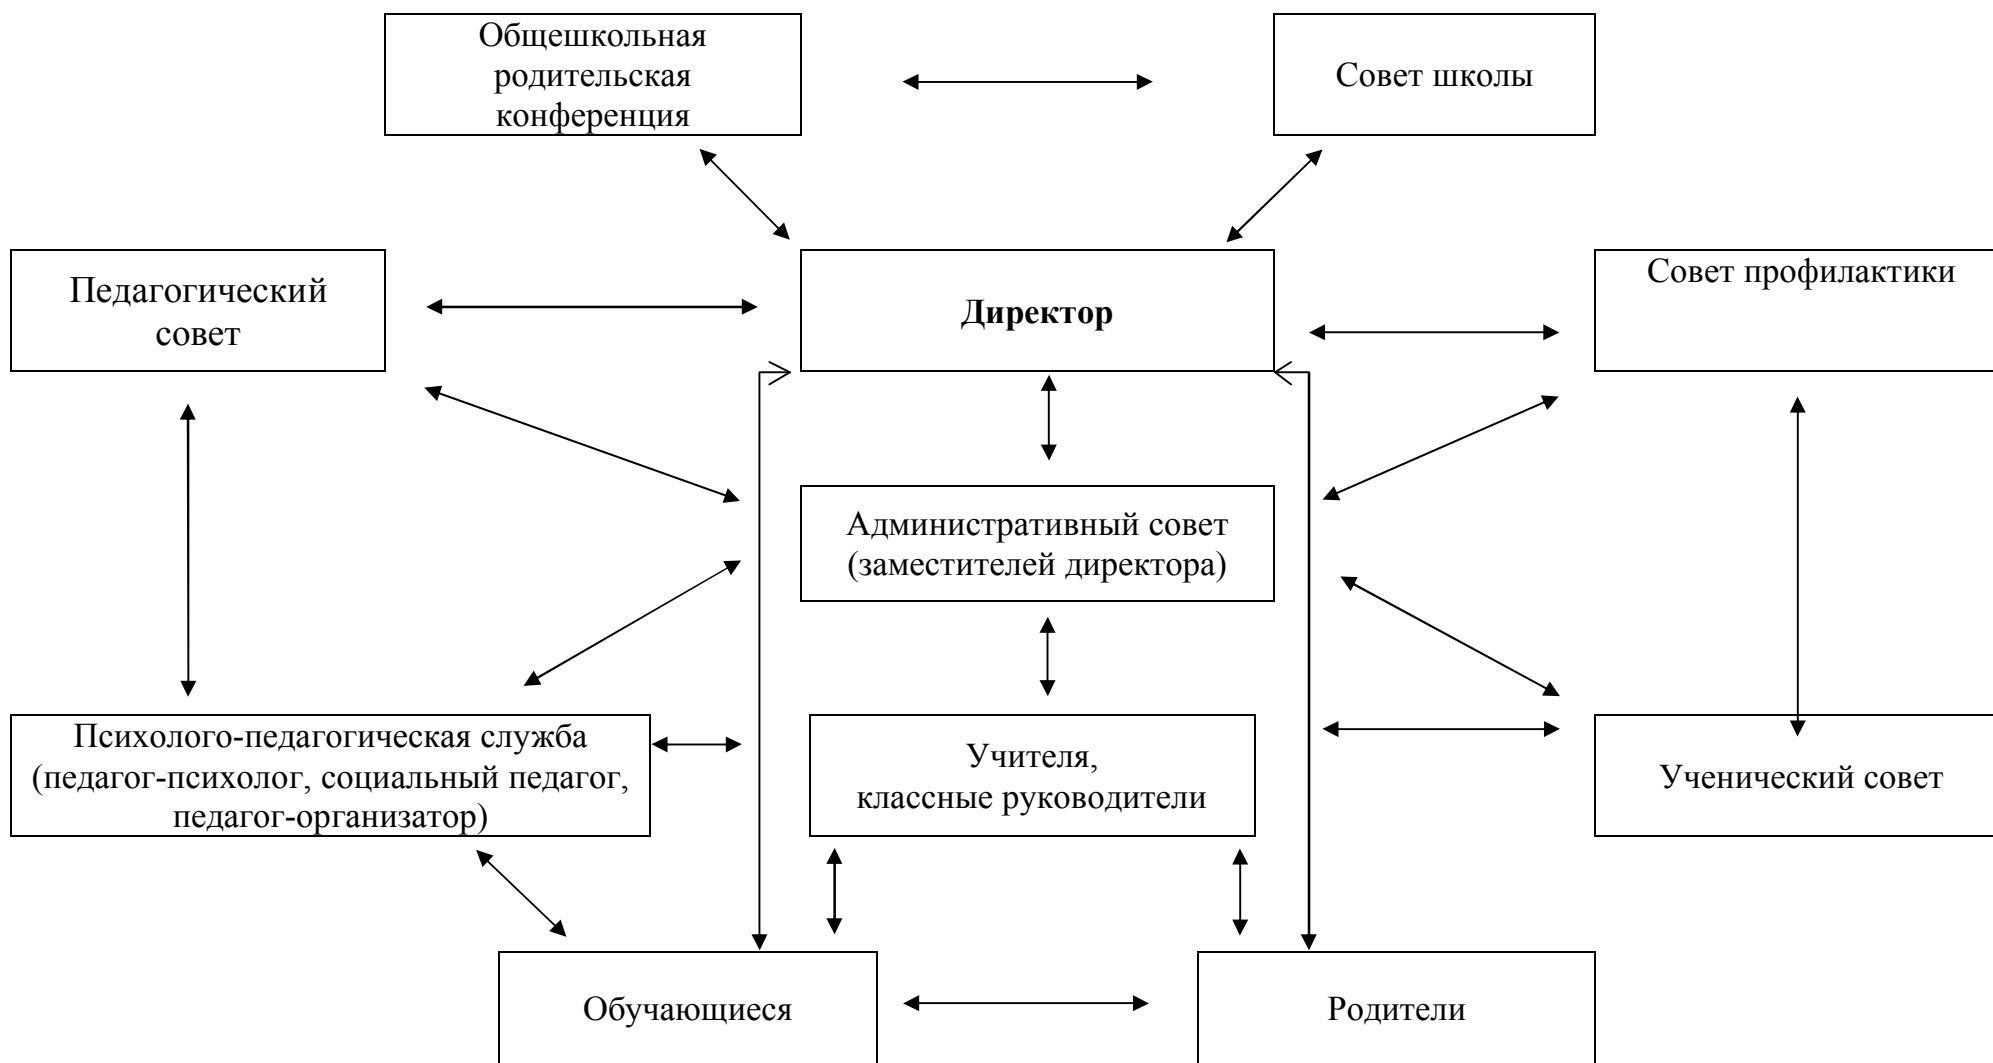 Общешкольная
родительская
конференция
Совет школы
Педагогический
совет
Директор
Совет профилактики
Административный совет
(заместителей директора)
Психолого-педагогическая служба
(педагог-психолог, социальный педагог,
педагог-организатор)
Учителя,
классные руководители
Ученический совет
Обучающиеся
Родители